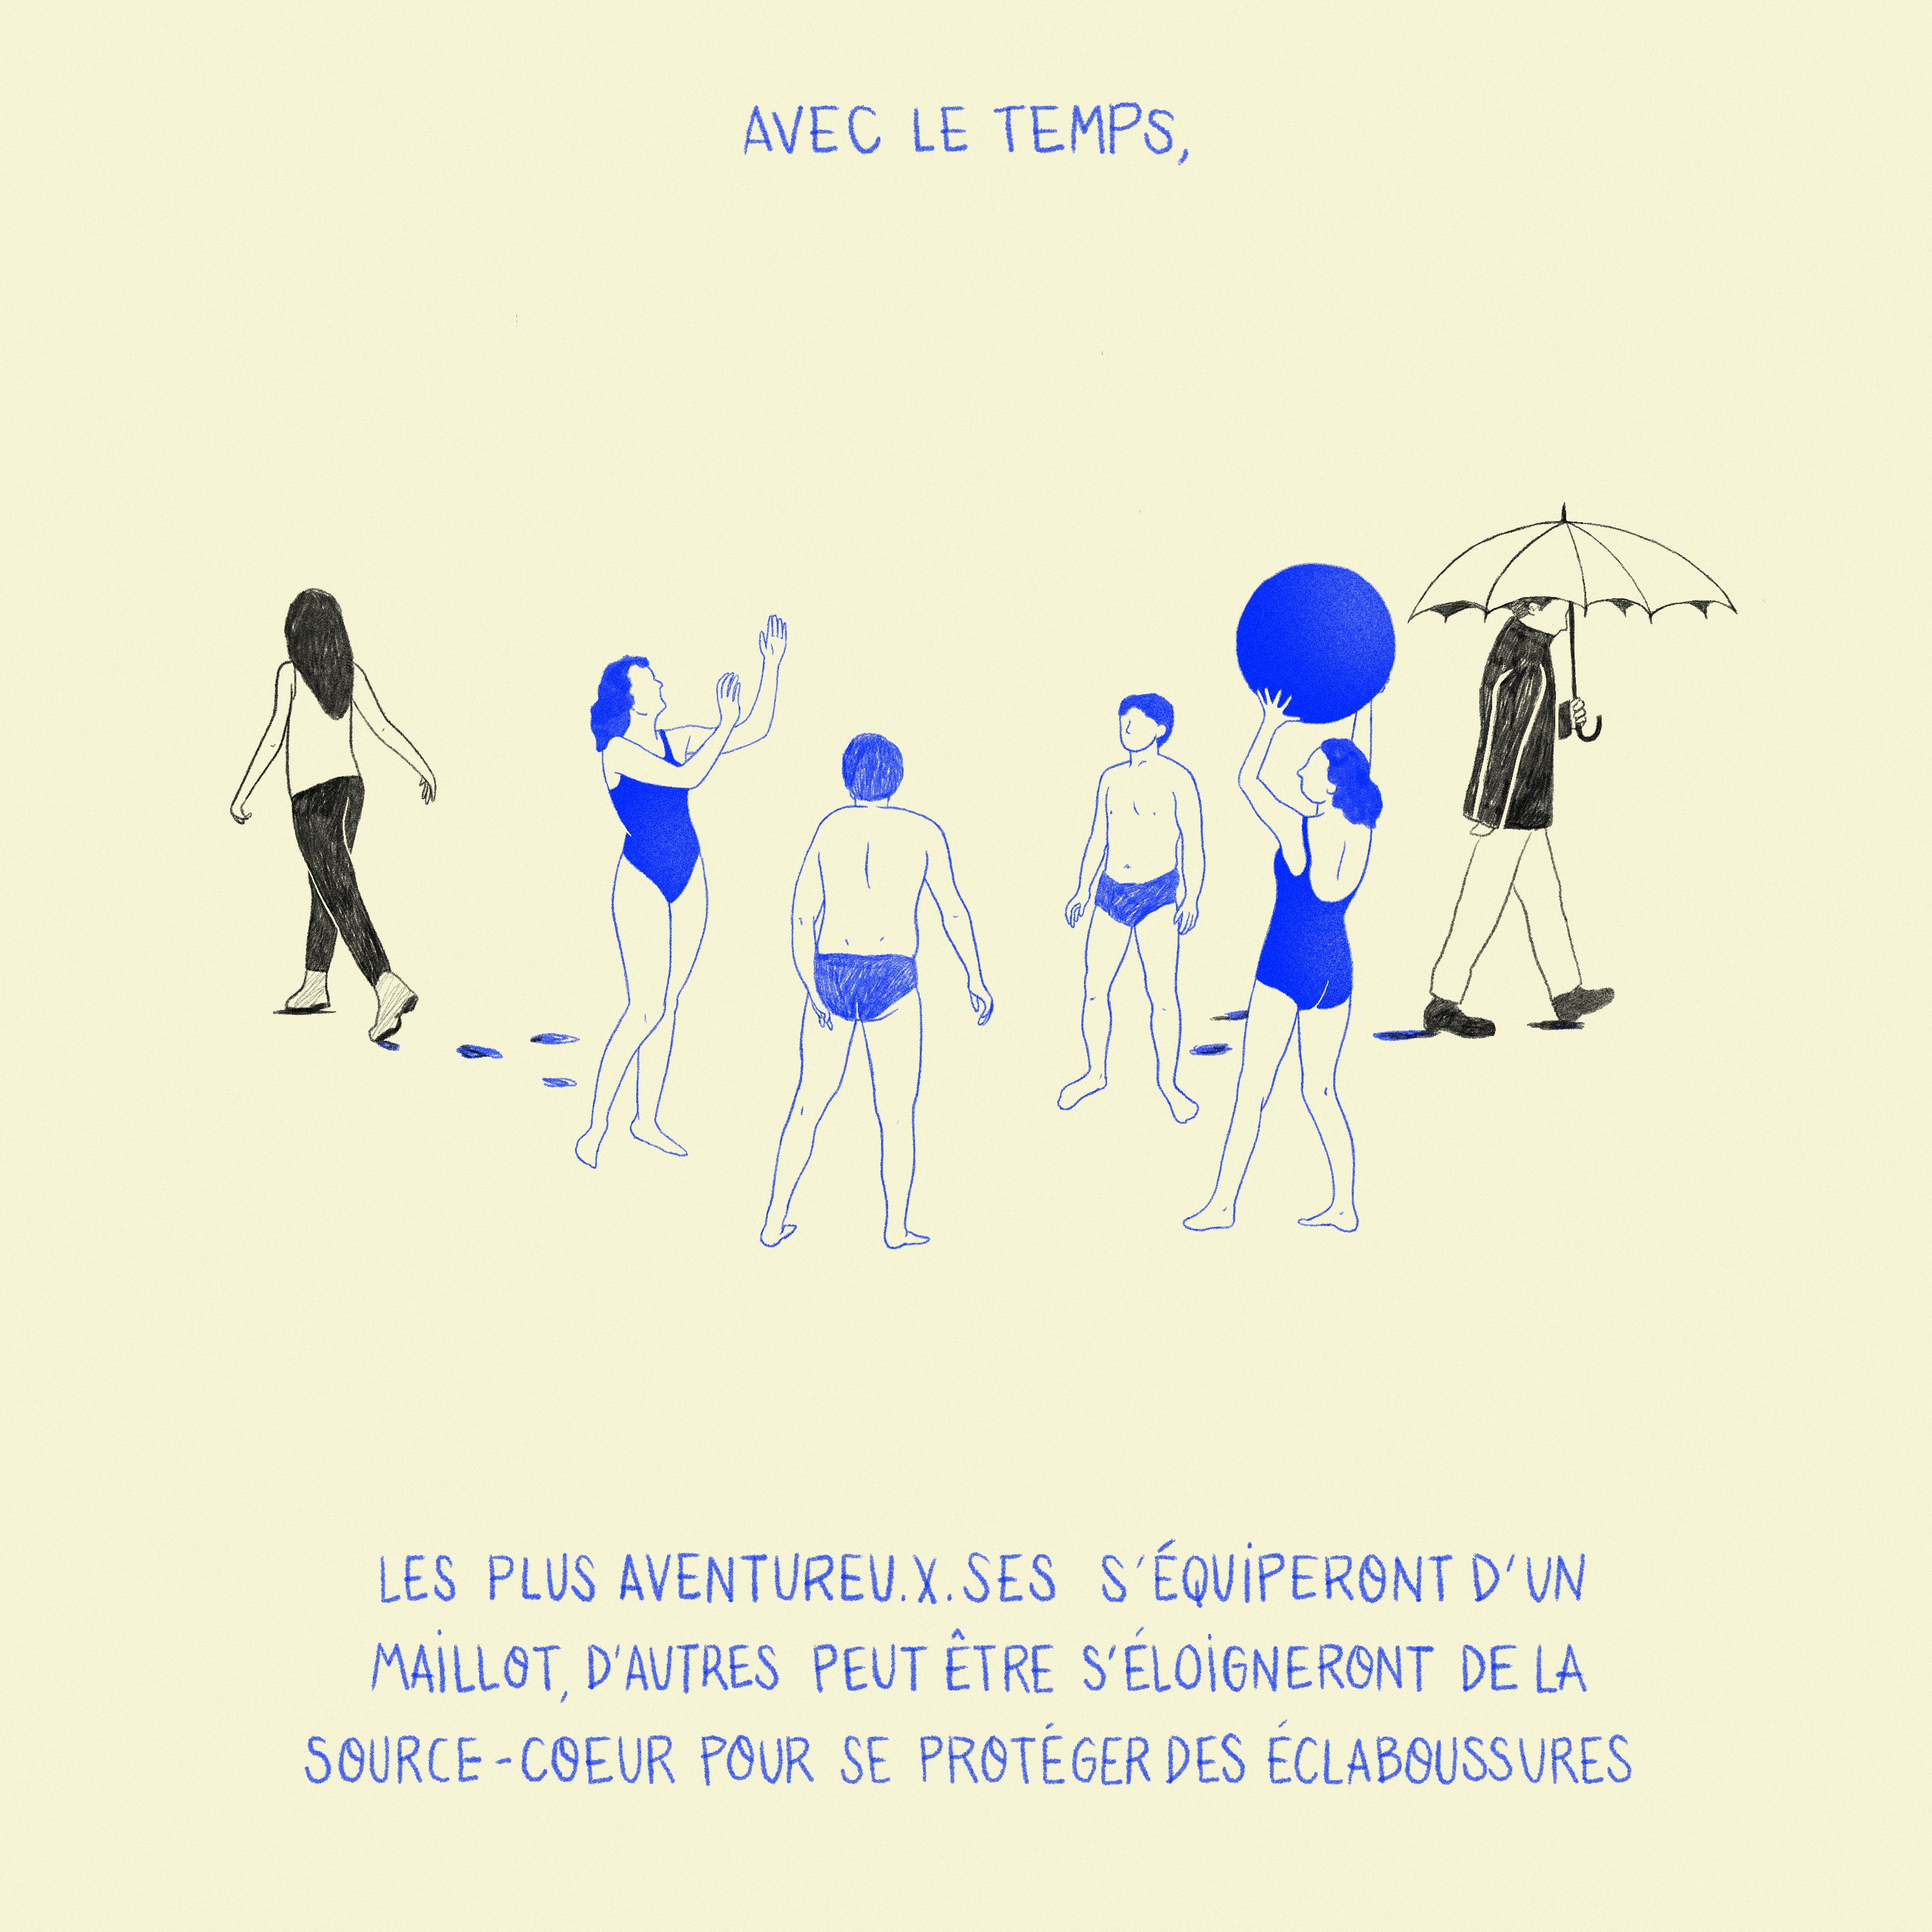 AVEC LE TEMPS,
LES PLUS AVENTUREU.X.SES S'ÉQUIPERONT D'UN
MAILLOT, D'AUTRES PEUT ÊTRE S'ÉLOIGNERONT DE LA
SOURCE-COEUR POUR SE PROTÉGER DES ÉCLABOUSSURES